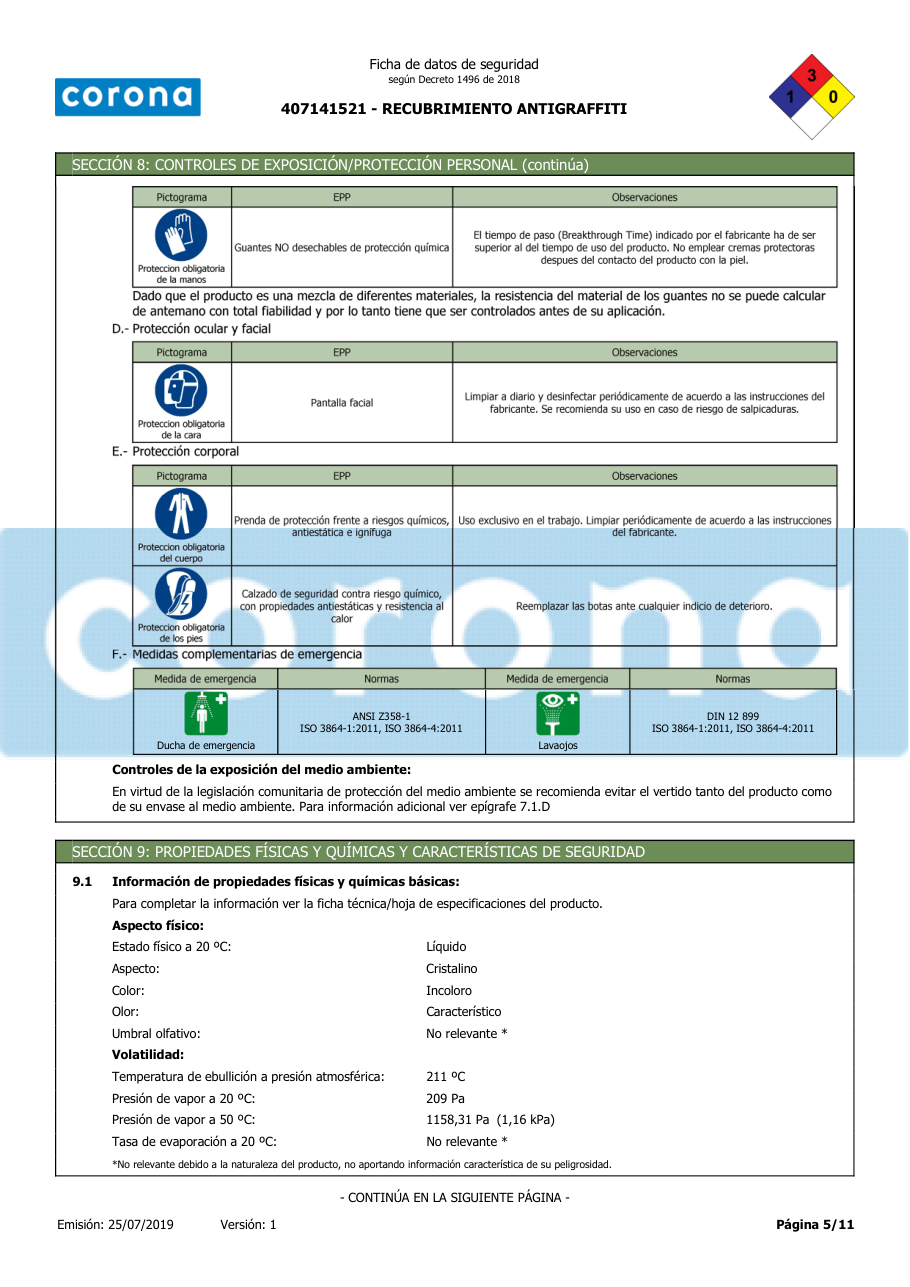 Ficha de datos de seguridad
según Decreto 1496 de 2018
corona
407141521 - RECUBRIMIENTO ANTIGRAFFITI
3
1
0
SECCIÓN 8: CONTROLES DE EXPOSICIÓN/PROTECCIÓN PERSONAL (continúa)
Pictograma EPP Observaciones
Proteccion obligatoria
de la manos
Guantes NO desechables de protección química
El tiempo de paso (Breakthrough Time) indicado por el fabricante ha de ser
superior al del tiempo de uso del producto. No emplear cremas protectoras
despues del contacto del producto con la piel.
Dado que el producto es una mezcla de diferentes materiales, la resistencia del material de los guantes no se puede calcular
de antemano con total fiabilidad y por lo tanto tiene que ser controlados antes de su aplicación.
D.- Protección ocular y facial
Pictograma EPP Observaciones
Proteccion obligatoria
de la cara
Pantalla facial
Limpiar a diario y desinfectar periódicamente de acuerdo a las instrucciones del
fabricante. Se recomienda su uso en caso de riesgo de salpicaduras.
E.- Protección corporal
Pictograma EPP Observaciones
Proteccion obligatoria
del cuerpo
Prenda de protección frente a riesgos químicos,
antiestática e ignífuga
Uso exclusivo en el trabajo. Limpiar periódicamente de acuerdo a las instrucciones
del fabricante.
Proteccion obligatoria
de los pies
Calzado de seguridad contra riesgo químico,
con propiedades antiestáticas y resistencia al
calor
Reemplazar las botas ante cualquier indicio de deterioro.
corona
F.- Medidas complementarias de emergencia
Medida de emergencia Normas Medida de emergencia Normas
Ducha de emergencia
ANSI Z358-1
ISO 3864-1:2011, ISO 3864-4:2011
Lavaojos
DIN 12 899
ISO 3864-1:2011, ISO 3864-4:2011
Controles de la exposición del medio ambiente:
En virtud de la legislación comunitaria de protección del medio ambiente se recomienda evitar el vertido tanto del producto como
de su envase al medio ambiente. Para información adicional ver epígrafe 7.1.D
SECCIÓN 9: PROPIEDADES FÍSICAS Y QUÍMICAS Y CARACTERÍSTICAS DE SEGURIDAD
9.1 Información de propiedades físicas y químicas básicas:
Para completar la información ver la ficha técnica/hoja de especificaciones del producto.
Aspecto físico:
Estado físico a 20 ºC: Líquido
Aspecto: Cristalino
Color: Incoloro
Olor: Característico
Umbral olfativo: No relevante *
Volatilidad:
Temperatura de ebullición a presión atmosférica: 211 ºC
Presión de vapor a 20 ºC: 209 Pa
Presión de vapor a 50 ºC: 1158,31 Pa (1,16 kPa)
Tasa de evaporación a 20 ºC: No relevante *
*No relevante debido a la naturaleza del producto, no aportando información característica de su peligrosidad.
- CONTINÚA EN LA SIGUIENTE PÁGINA -
Emisión: 25/07/2019 Versión: 1 Página 5/11